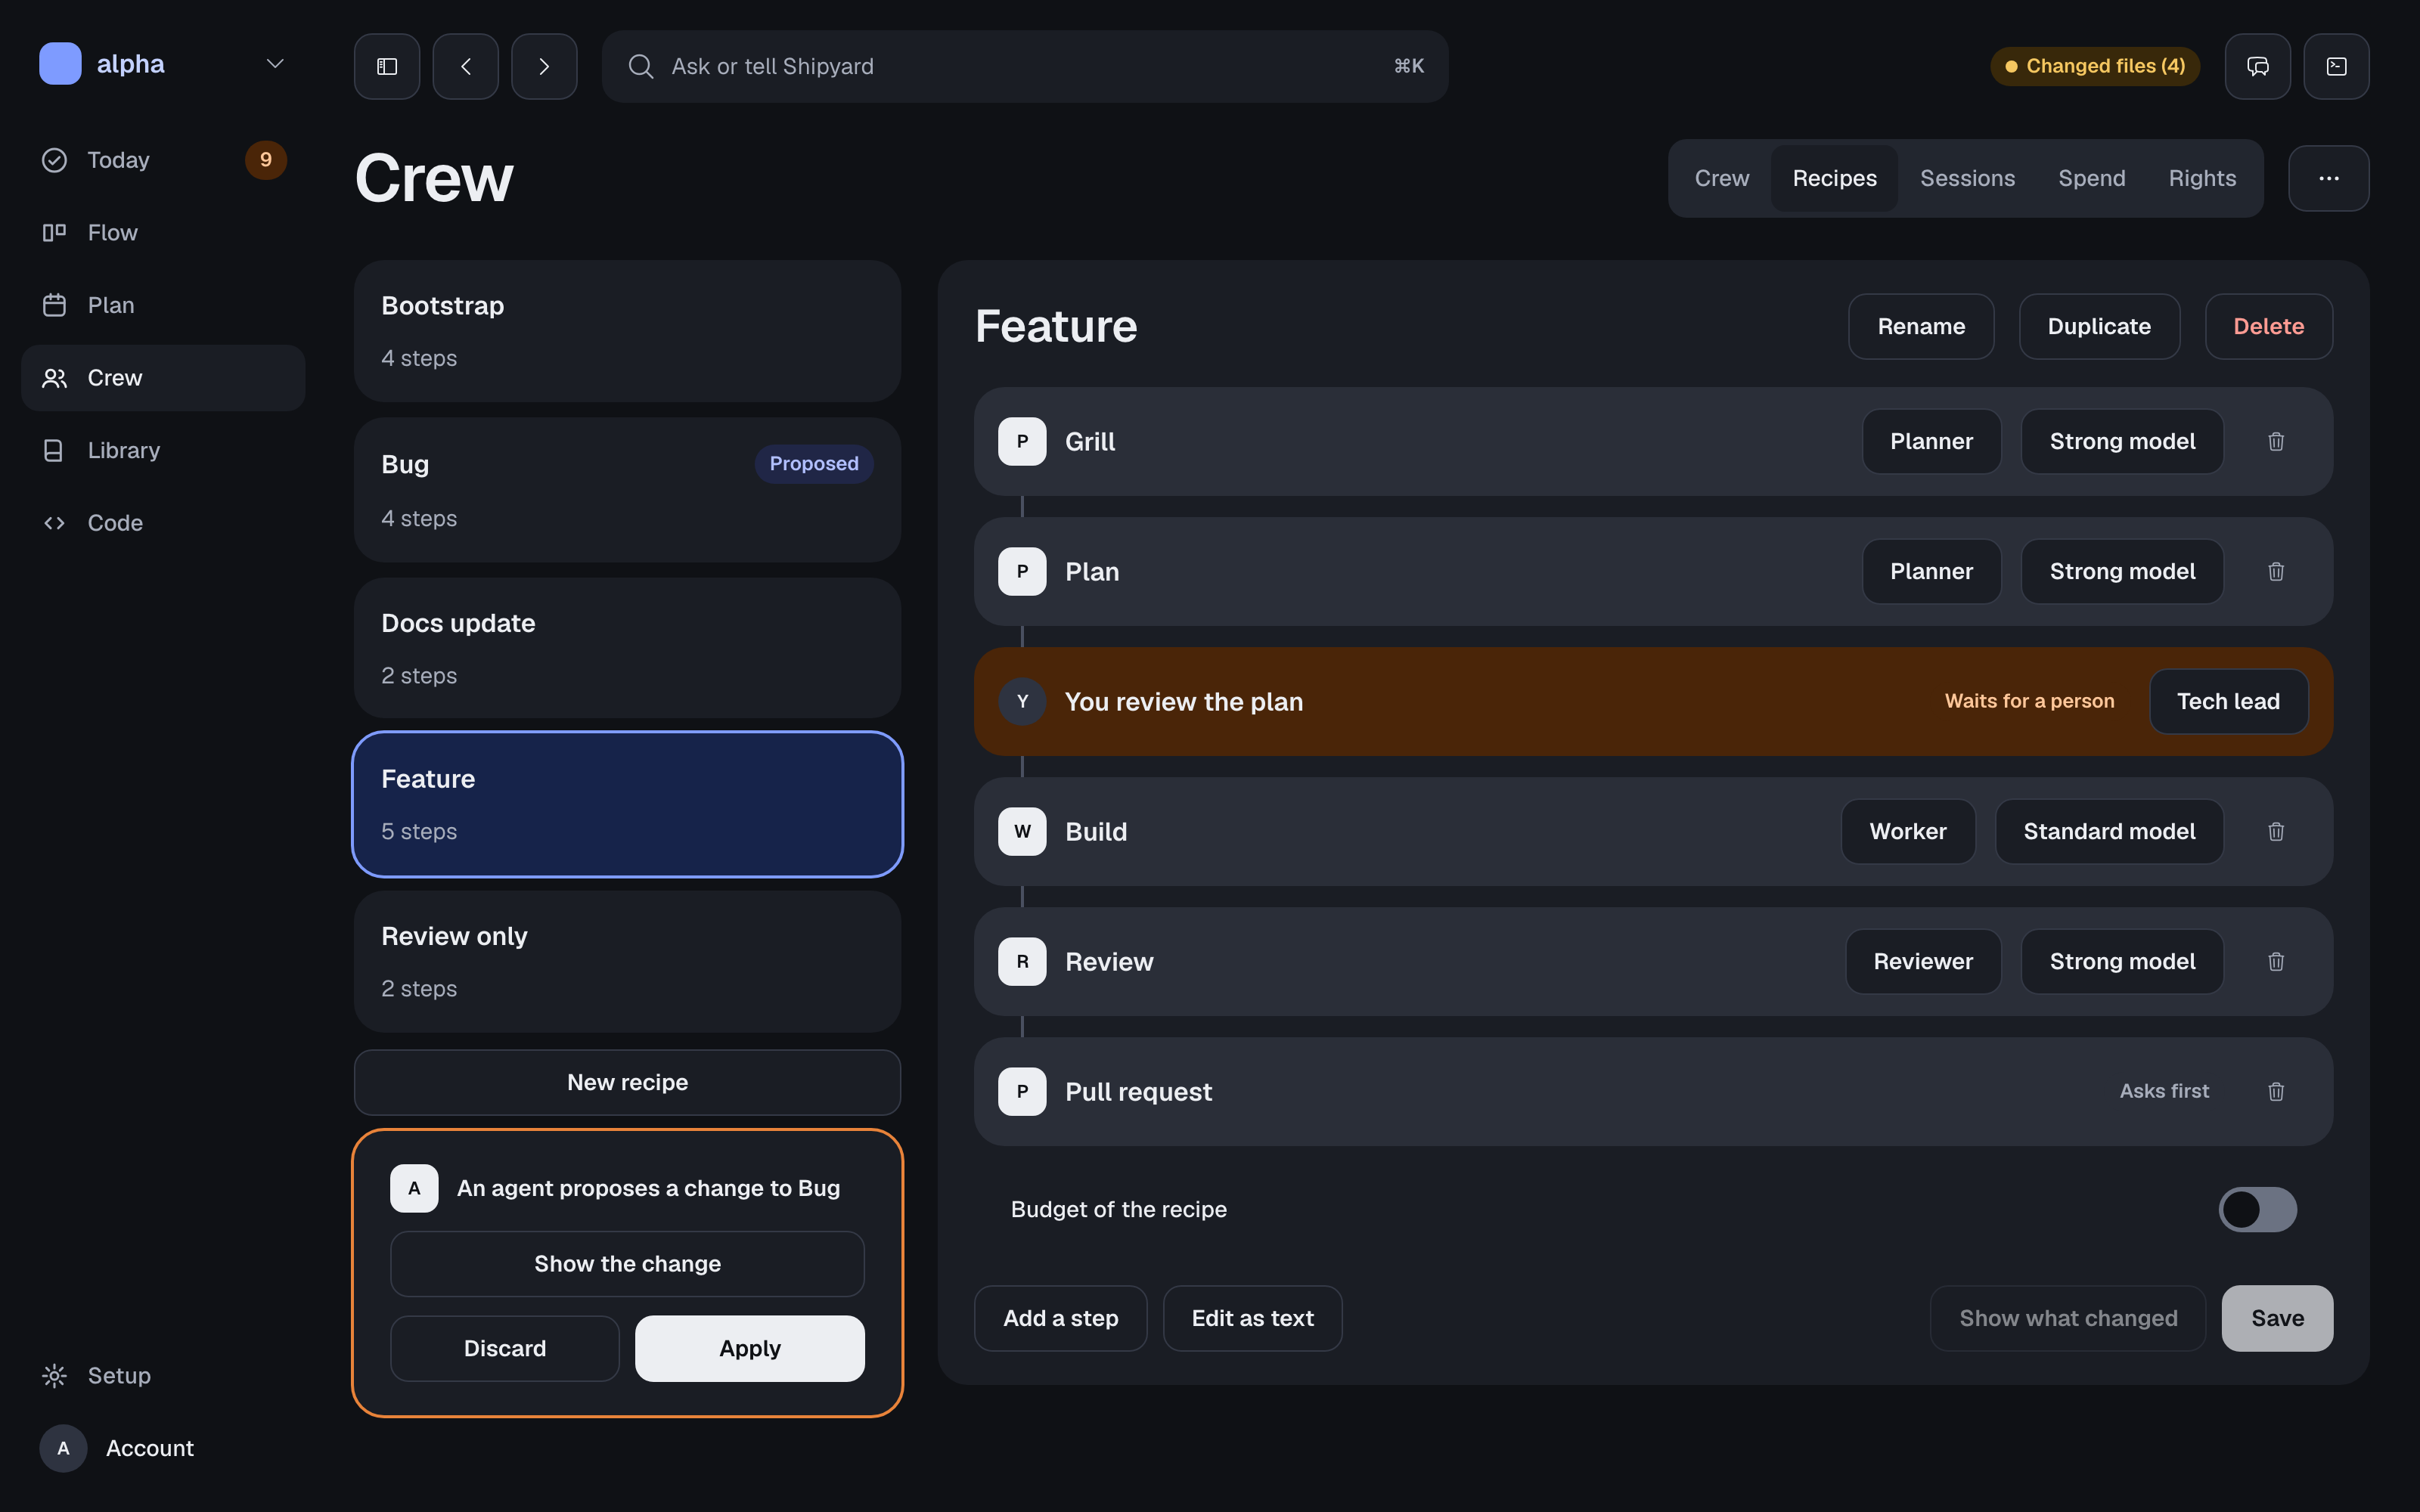 alpha
Ask or tell Shipyard
⌘K
Changed files (4)
Today
9
Flow
Plan
Crew
Library
Code
Setup
A
Account
Crew
Crew
Recipes
Sessions
Spend
Rights
Bootstrap
4 steps
Bug
Proposed
4 steps
Docs update
2 steps
Feature
5 steps
Review only
2 steps
New recipe
A
An agent proposes a change to Bug
Show the change
Discard
Apply
Feature
Rename
Duplicate
Delete
P
Grill
Planner
Strong model
P
Plan
Planner
Strong model
Y
You review the plan
Waits for a person
Tech lead
W
Build
Worker
Standard model
R
Review
Reviewer
Strong model
P
Pull request
Asks first
Budget of the recipe
Add a step
Edit as text
Show what changed
Save